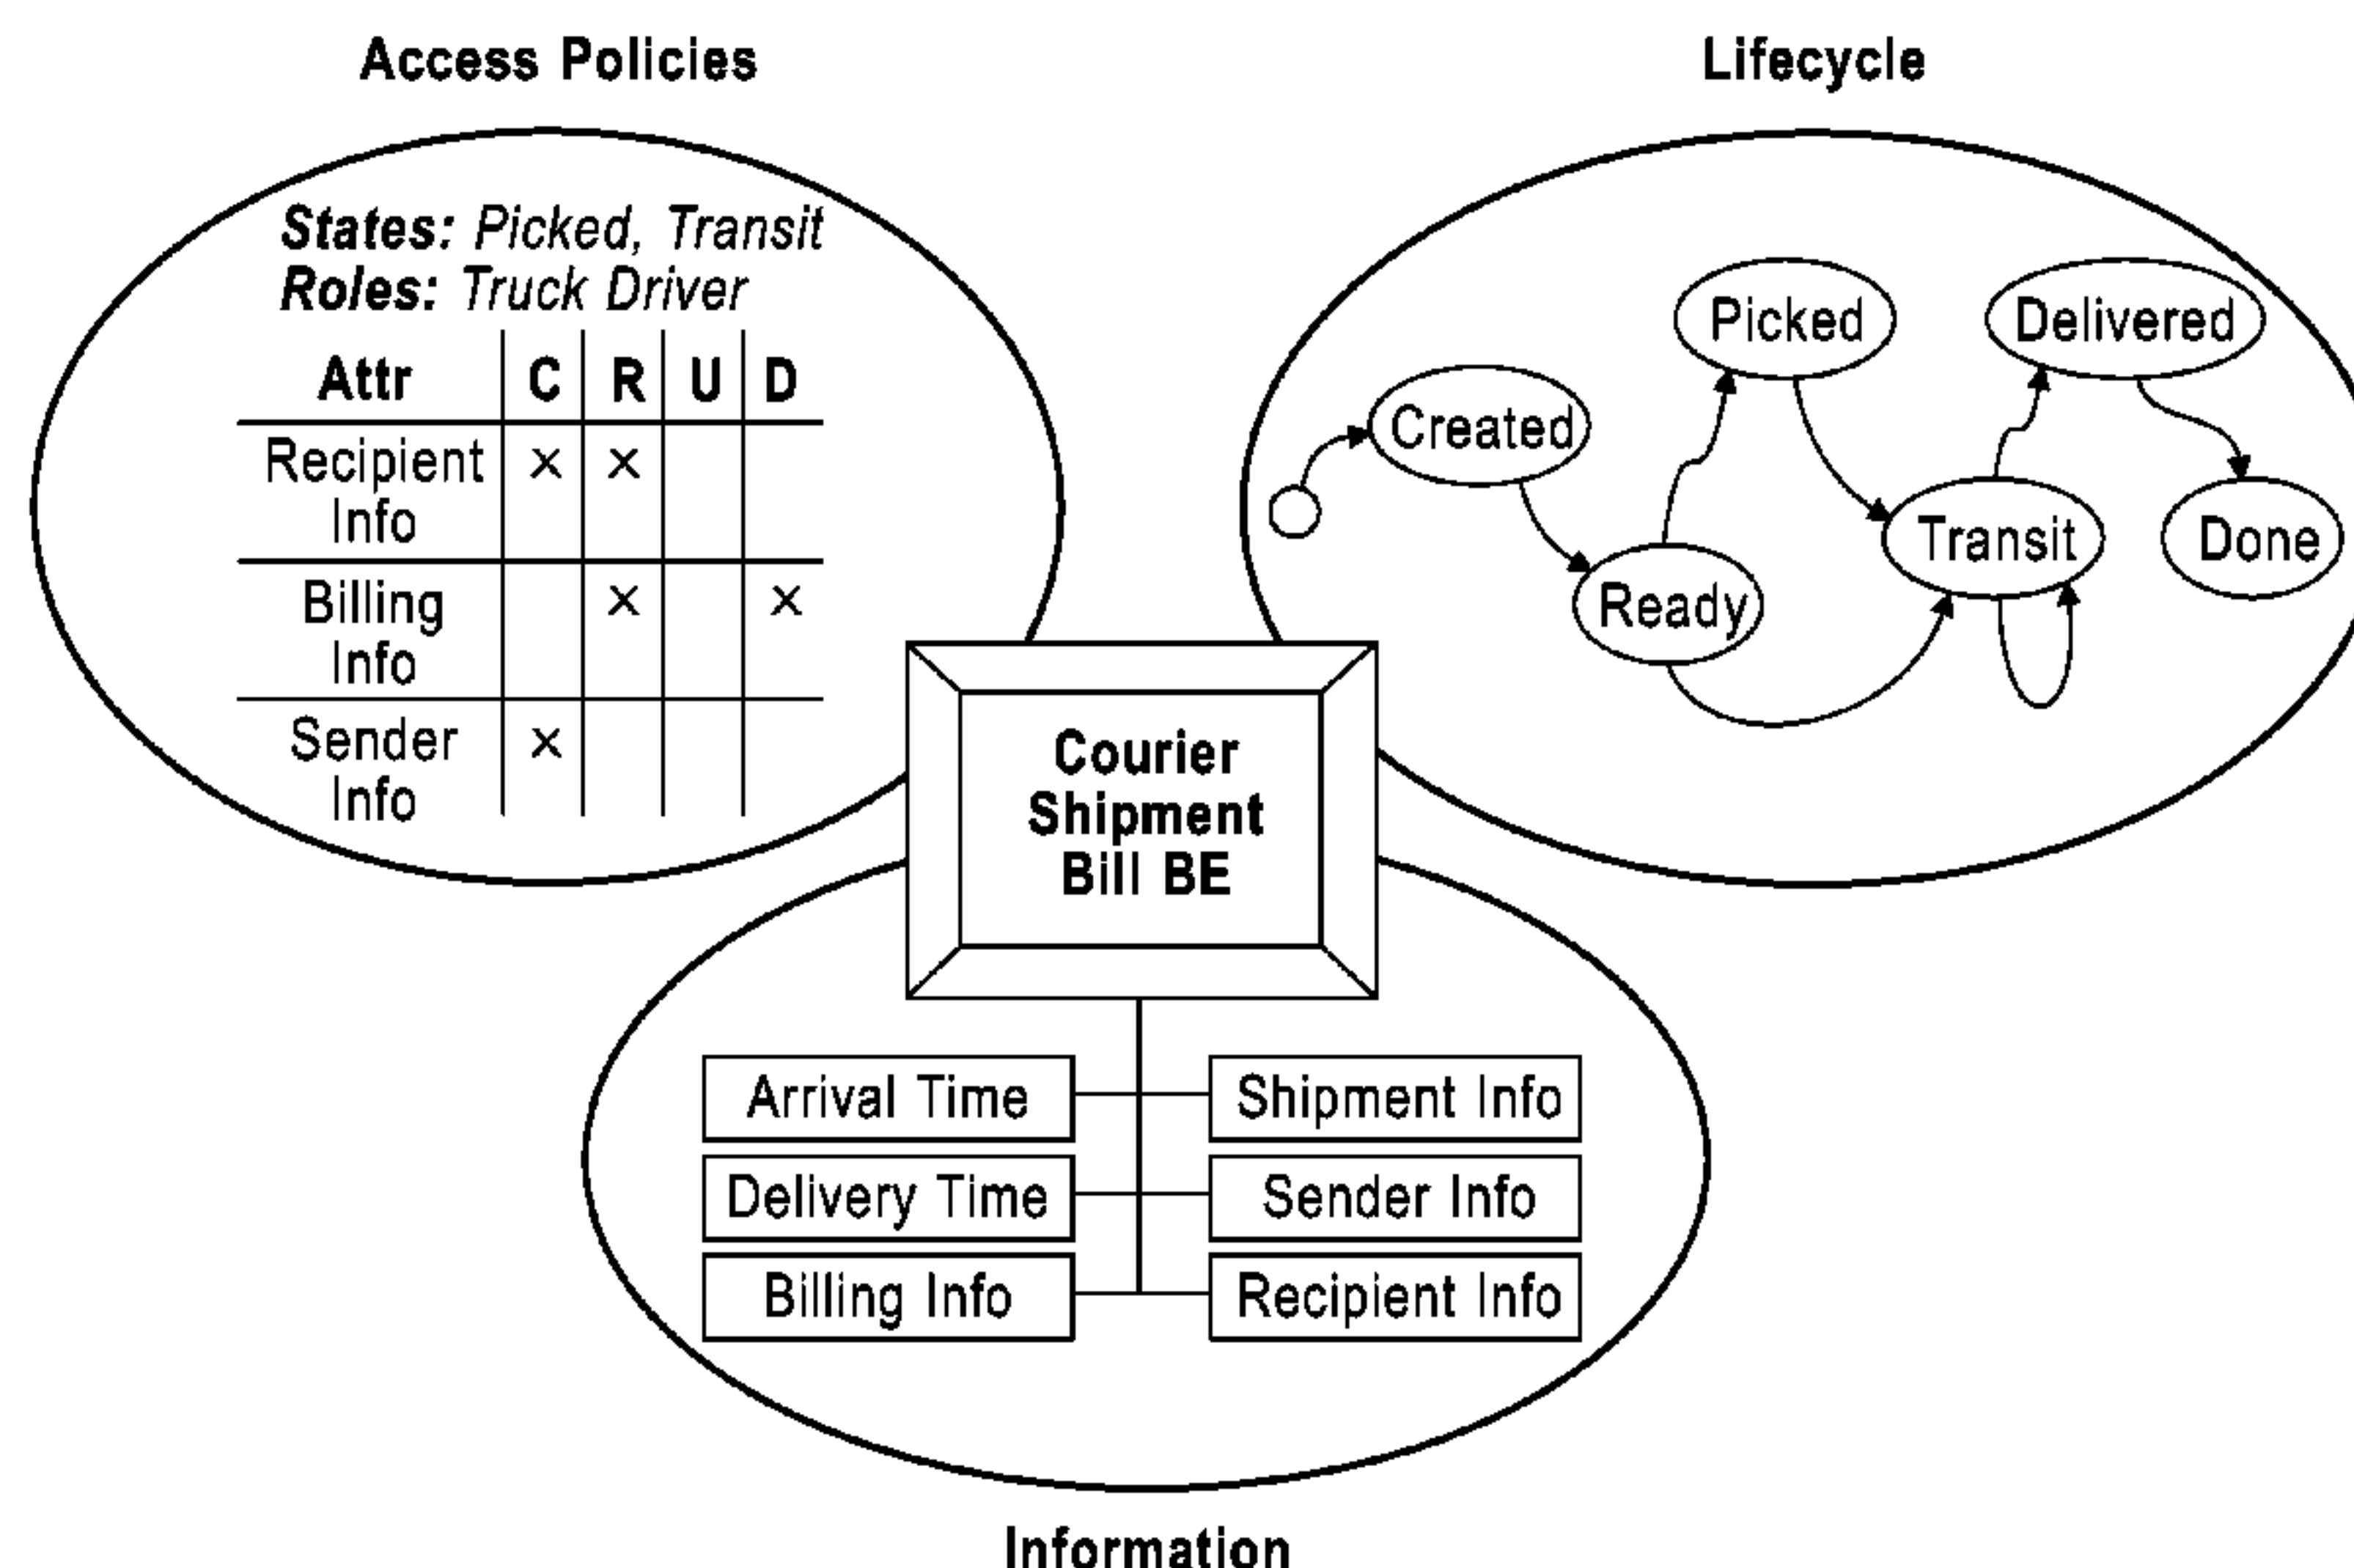 Access Policies
States: Picked, Transit
Roles: Truck Driver
Attr C R U D
Recipient × ×
Info
Billing × ×
Info
Sender ×
Info
Lifecycle
Created
Ready
Picked
Transit
Delivered
Done
Courier
Shipment
Bill BE
Arrival Time
Shipment Info
Delivery Time
Sender Info
Billing Info
Recipient Info
Information